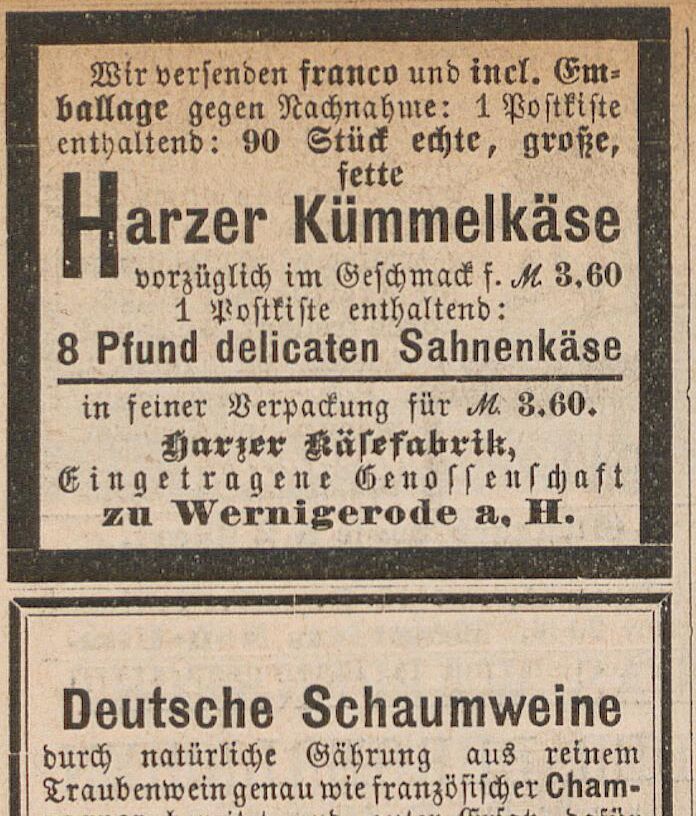 Wir versenden franco und incl. Em-
ballage gegen Nachnahme: 1 Postkiste
enthaltend: 90 Stück echte, große,
fette
Harzer Kümmelkäse
vorzüglich im Geschmack f. M. 3.60
1 Postkiste enthaltend:
8 Pfund delicaten Sahnenkäse
in feiner Verpackung für M. 3.60.
Harzer Käsefabrik,
Eingetragene Genossenschaft
zu Wernigerode a. H.
Deutsche Schaumweine
durch natürliche Gährung aus reinem
Traubenwein genau wie französischer Cham-